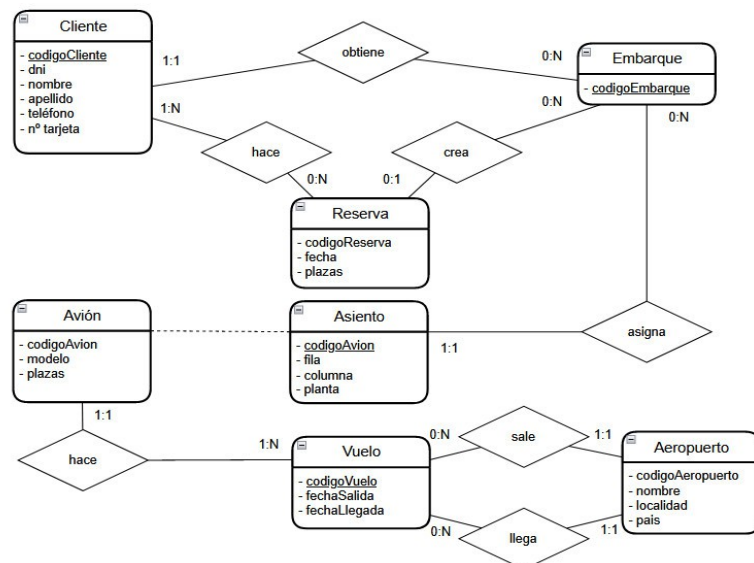 Cliente
- codigoCliente
- dni
- nombre
- apellido
- teléfono
- nº tarjeta
1:1
obtiene
0:N
Embarque
- codigoEmbarque
1:N
hace
0:N
0:N
crea
0:1
0:N
Reserva
- codigoReserva
- fecha
- plazas
Avión
- codigoAvion
- modelo
- plazas
Asiento
- codigoAvion
- fila
- columna
- planta
1:1
asigna
1:1
hace
1:N
Vuelo
- codigoVuelo
- fechaSalida
- fechaLlegada
0:N
sale
1:1
0:N
llega
1:1
Aeropuerto
- codigoAeropuerto
- nombre
- localidad
- pais